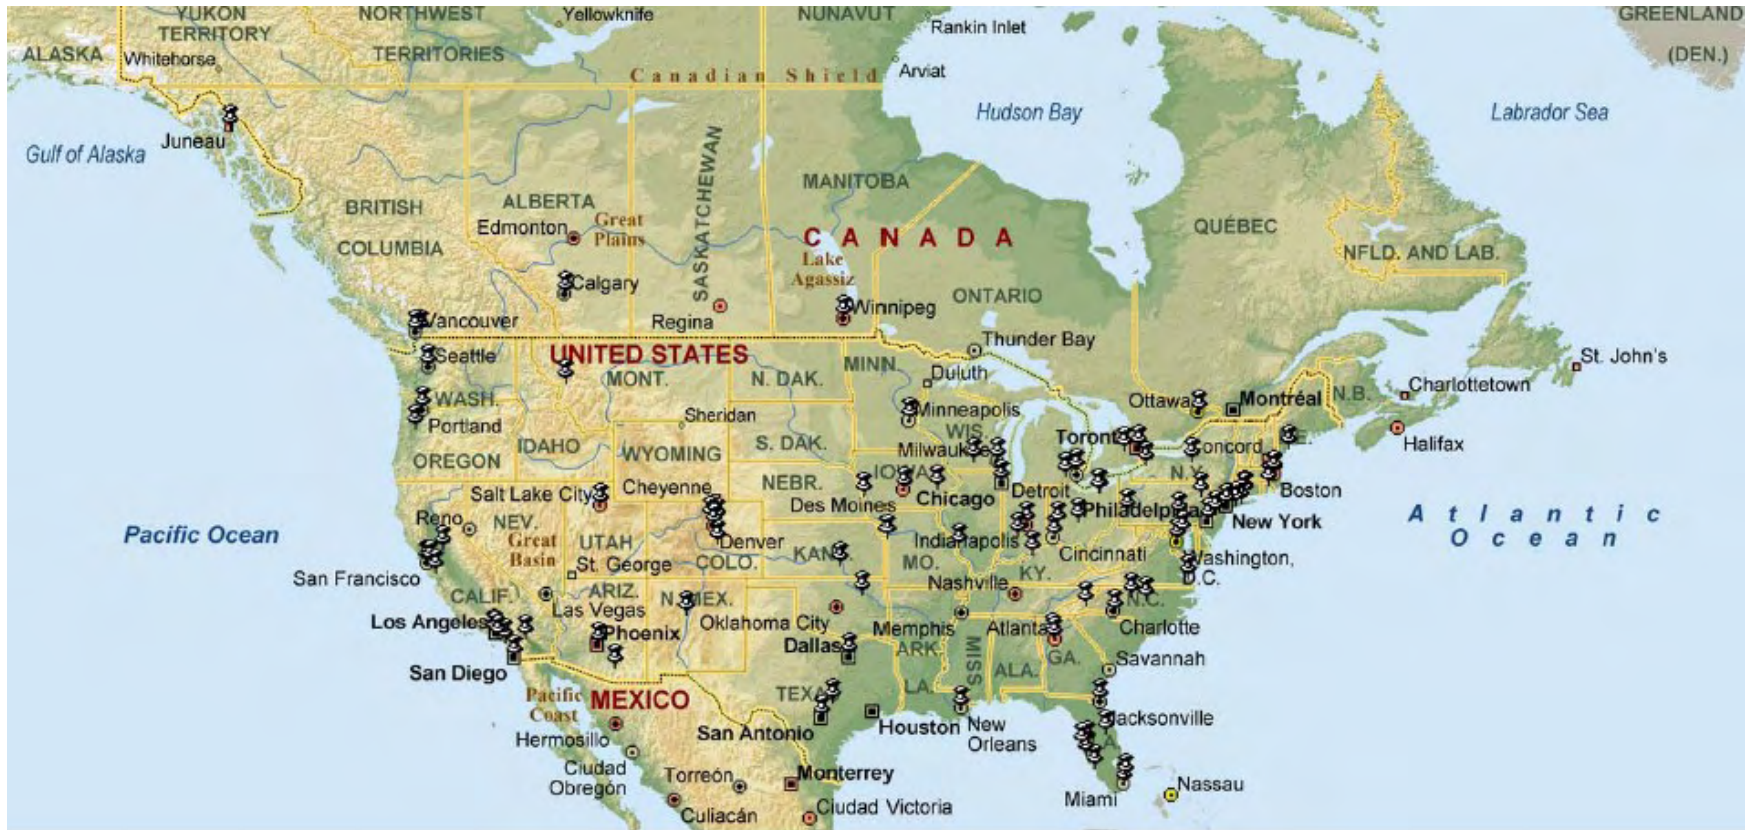 YUKON
TERRITORY
NORTHWEST
TERRITORIES
Yellowknife
NUNAVUT
Rankin Inlet
GREENLAND
(DEN.)
ALASKA
Whitehorse
Canadian Shield
Arviat
Hudson Bay
Labrador Sea
Juneau
Gulf of Alaska
BRITISH
COLUMBIA
ALBERTA
Edmonton
Great
Plains
SASKATCHEWAN
MANITOBA
CANADA
Lake
Agassiz
QUÉBEC
NFLD. AND LAB.
Calgary
Regina
Winnipeg
ONTARIO
Vancouver
Seattle
UNITED STATES
MONT.
N. DAK.
MINN.
Thunder Bay
Duluth
St. John's
Charlottetown
WASH.
Portland
Sheridan
Minneapolis
Ottawa
Montréal
N.B.
Halifax
OREGON
IDAHO
WYOMING
S. DAK.
WIS.
Milwaukee
Toronto
Concord
E.
Salt Lake City
Cheyenne
NEBR.
IOWA
Des Moines
Chicago
Detroit
N.Y.
Boston
Reno
NEV.
Great
Basin
UTAH
Denver
COLO.
KAN.
Indianapolis
MO.
Cincinnati
Philadelphia
New York
Washington,
D.C.
Atlantic
Ocean
Pacific Ocean
San Francisco
CALIF.
St. George
Las Vegas
ARIZ.
N. MEX.
Oklahoma City
Nashville
KY.
N.C.
Los Angeles
Phoenix
Dallas
Memphis
ARK.
MISS.
Atlanta
Charlotte
San Diego
ALA.
GA.
Savannah
Pacific
Coast
MEXICO
TEXAS
LA.
Hermosillo
San Antonio
Houston
New
Orleans
Jacksonville
A.
Ciudad
Obregón
Torreón
Monterrey
Miami
Nassau
Culiacán
Ciudad Victoria